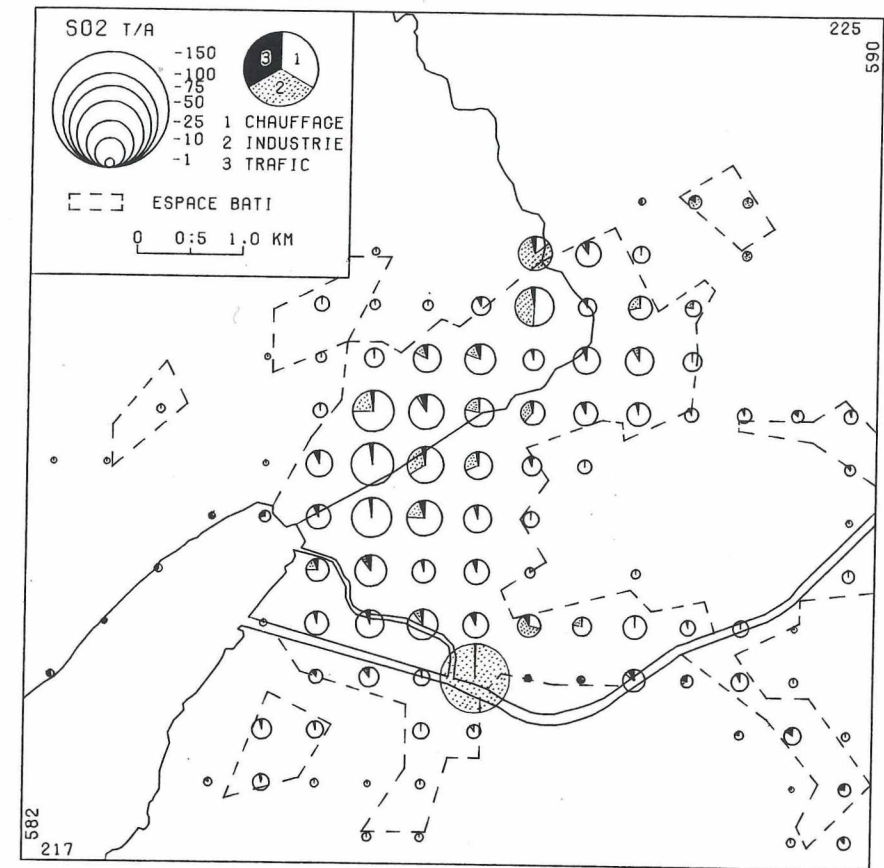 SO2 T/A
-150
-100
-75
-50
-25
-10
-1
3
1
2
1 CHAUFFAGE
2 INDUSTRIE
3 TRAFIC
ESPACE BATI
0 0:5 1.0 KM
225
590
582
217